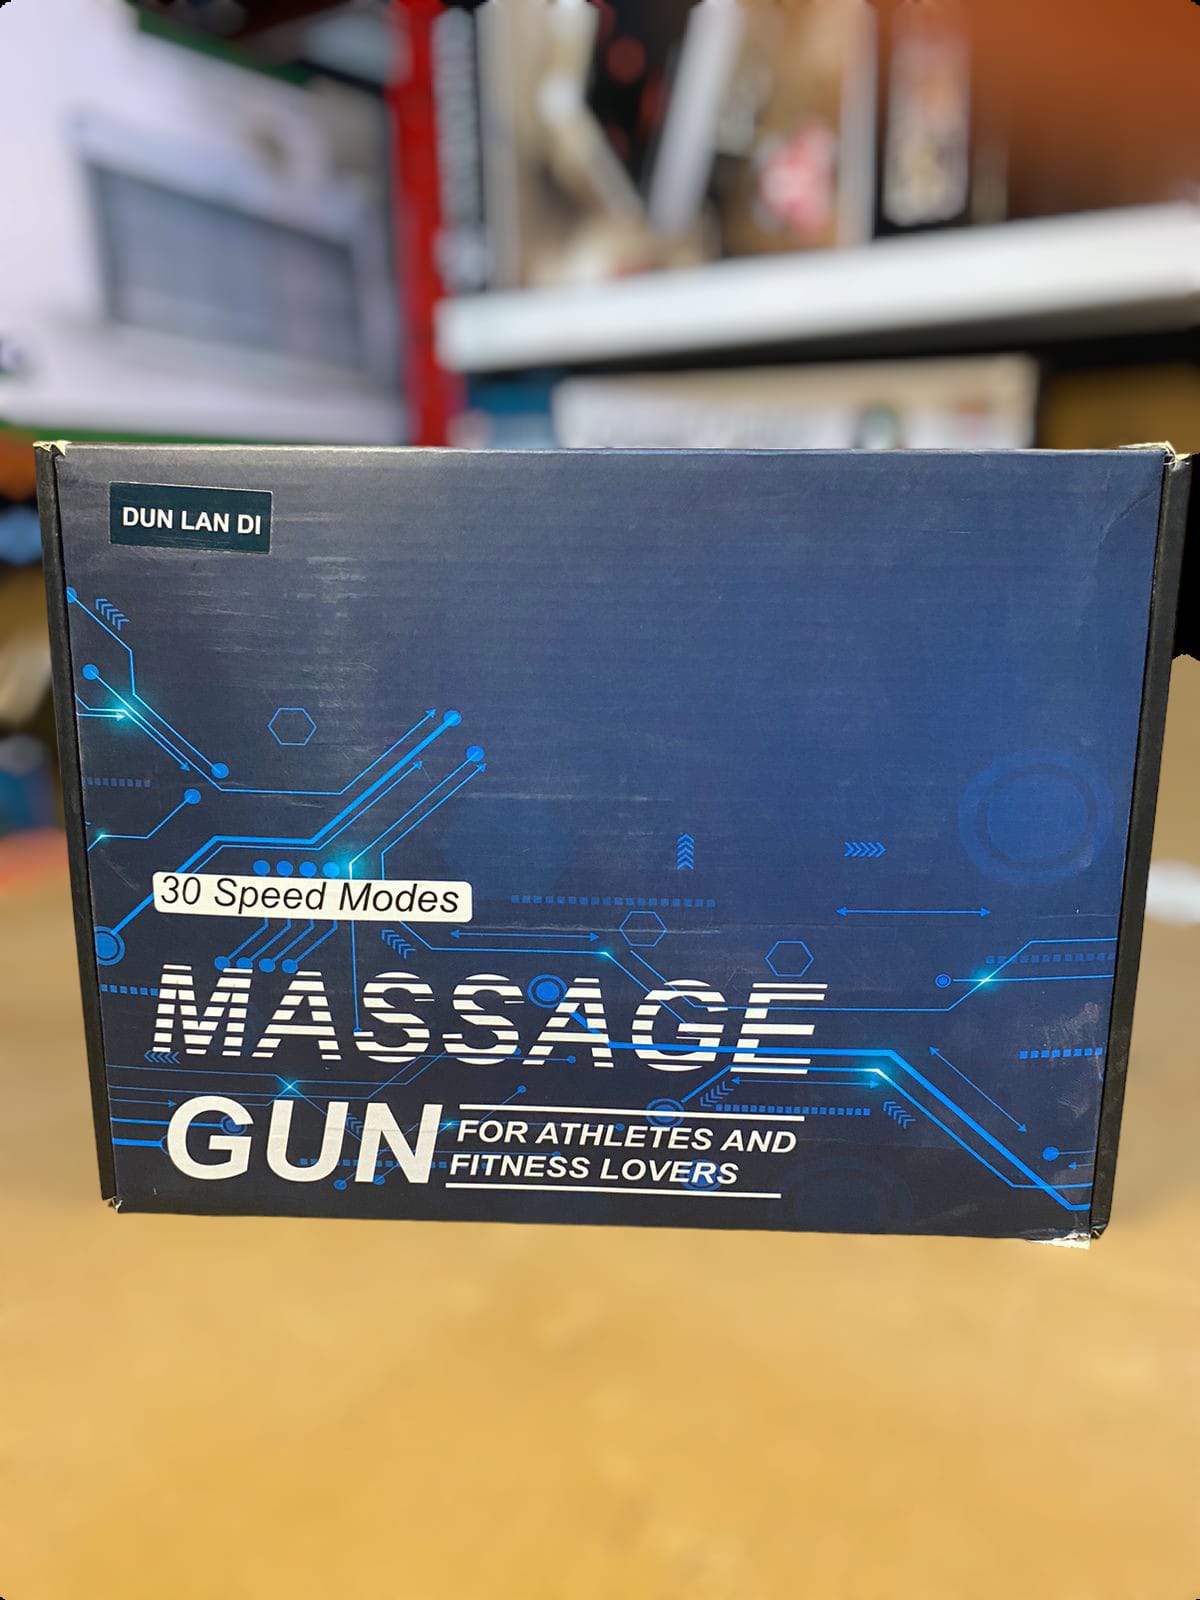 DUN LAN DI
30 Speed Modes
MASSAGE
GUN
FOR ATHLETES AND
FITNESS LOVERS